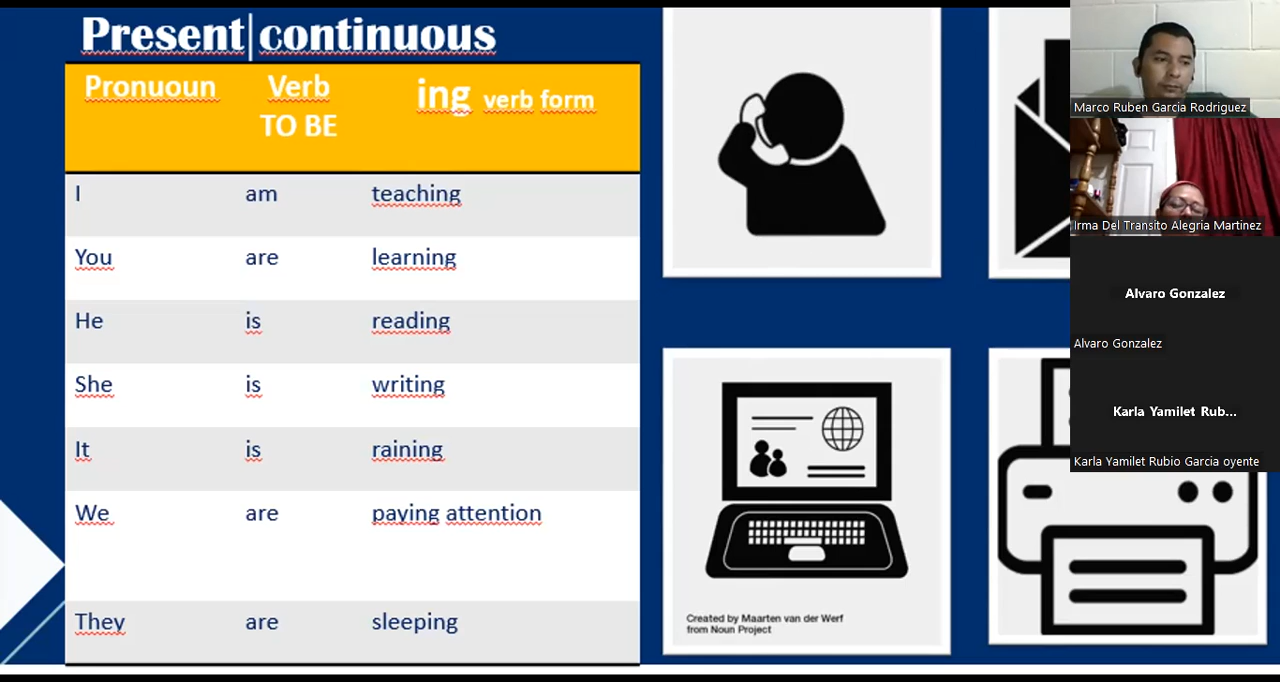 Present continuous
Pronuoun Verb TO BE ing verb form
I am teaching
You are learning
He is reading
She is writing
It is raining
We are paying attention
They are sleeping
Created by Maarten van der Werf
from Noun Project
Marco Ruben Garcia Rodriguez
Irma Del Transito Alegria Martinez
Alvaro Gonzalez
Alvaro Gonzalez
Karla Yamilet Rub...
Karla Yamilet Rubio Garcia oyente